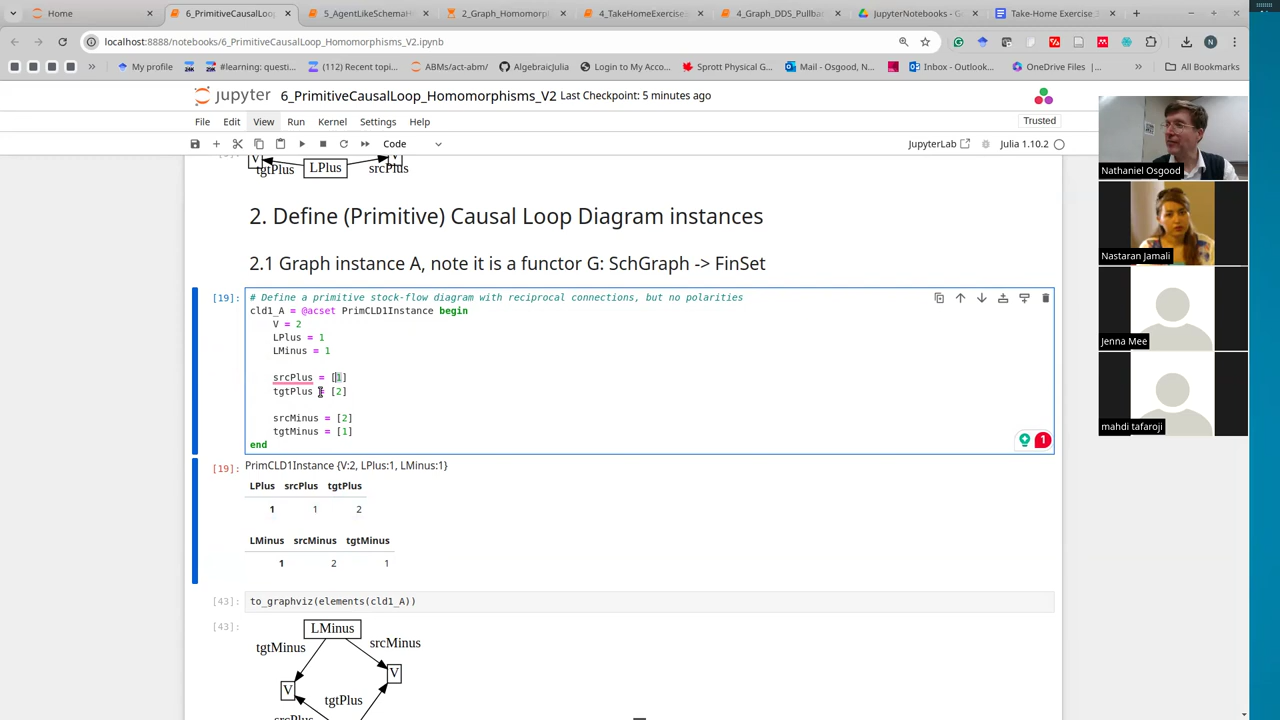 Home
6_PrimitiveCausalLoop
5_AgentLikeSchemaH
2_Graph_Homomorp
4_TakeHomeExercise
4_Graph_DDS_Pullba
JupyterNotebooks - G
Take-Home Exercise
localhost:8888/notebooks/6_PrimitiveCausalLoop_Homomorphisms_V2.ipynb
My profile
#learning: questi...
(112) Recent topi...
ABMs/act-abm/
AlgebraicJulia
Login to My Acco...
Sprott Physical G...
Mail - Osgood, N...
Inbox - Outlook...
OneDrive Files, |
All Bookmarks
jupyter 6_PrimitiveCausalLoop_Homomorphisms_V2 Last Checkpoint: 5 minutes ago
File Edit View Run Kernel Settings Help
Trusted
Code
JupyterLab
Julia 1.10.2
V
tgtPlus
LPlus
srcPlus
V
2. Define (Primitive) Causal Loop Diagram instances
2.1 Graph instance A, note it is a functor G: SchGraph -> FinSet
[19]:
# Define a primitive stock-flow diagram with reciprocal connections, but no polarities
cld1_A = @acset PrimCLD1Instance begin
V = 2
LPlus = 1
LMinus = 1
srcPlus = [1]
tgtPlus = [2]
srcMinus = [2]
tgtMinus = [1]
end
1
[19]:
PrimCLD1Instance {V:2, LPlus:1, LMinus:1}
LPlus srcPlus tgtPlus
1 1 2
LMinus srcMinus tgtMinus
1 2 1
[43]:
to_graphviz(elements(cld1_A))
[43]:
LMinus
tgtMinus
srcMinus
V
V
tgtPlus
srcPlus
Nathaniel Osgood
Nastaran Jamali
Jenna Mee
mahdi tafaroji